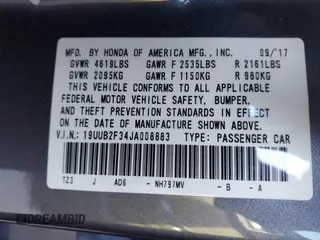 MFD. BY HONDA OF AMERICA MFG., INC. 09/17
GVWR 4619LBS GAWR F 2535LBS R 2161LBS
GVWR 2095KG GAWR F 1150KG R 980KG
THIS VEHICLE CONFORMS TO ALL APPLICABLE
FEDERAL MOTOR VEHICLE SAFETY, BUMPER,
AND THEFT PREVENTION STANDARDS IN EFFECT
ON THE DATE OF MANUFACTURE SHOWN ABOVE.
V.I.N.: 19UUB2F34JA008883 TYPE: PASSENGER CAR
TZ3 J AD6 - NH797MV - B - A
DREAMBID